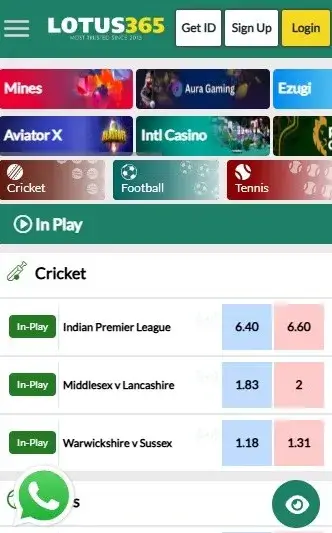 LOTUS365
MOST TRUSTED SINCE 2015
Get ID
Sign Up
Login
Mines
Aura Gaming
Ezugi
Aviator X
Intl Casino
Cricket
Football
Tennis
In Play
Cricket
In-Play Indian Premier League 6.40 6.60
In-Play Middlesex v Lancashire 1.83 2
In-Play Warwickshire v Sussex 1.18 1.31